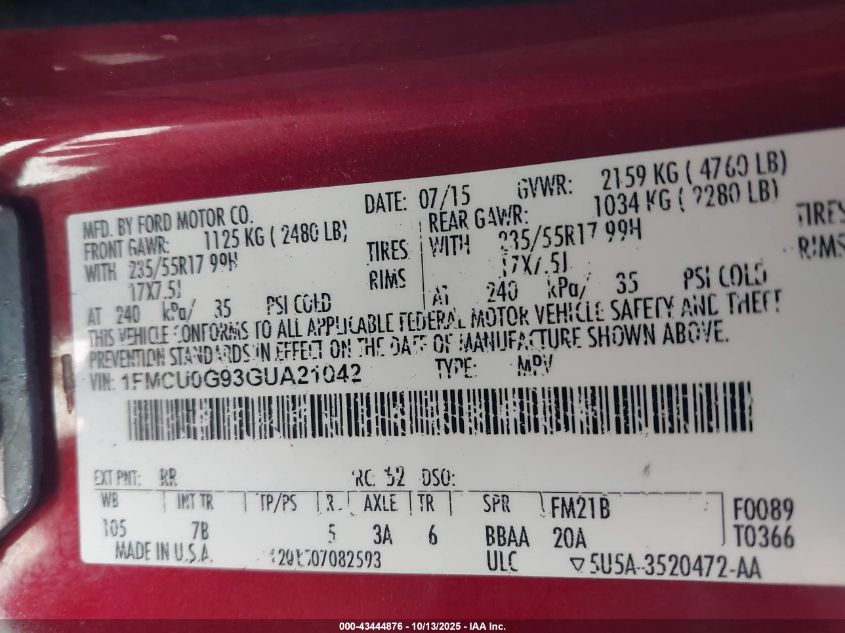 MFD. BY FORD MOTOR CO. DATE: 07/15 GVWR: 2159 KG ( 4760 LB)
FRONT GAWR: 1125 KG ( 2480 LB) REAR GAWR: 1034 KG ( 2280 LB)
WITH 235/55R17 99H TIRES WITH 235/55R17 99H TIRES
17X7.5J RIMS 17X7.5J RIMS
AT 240 kPa/ 35 PSI COLD AT 240 kPa/ 35 PSI COLD
THIS VEHICLE CONFORMS TO ALL APPLICABLE FEDERAL MOTOR VEHICLE SAFETY AND THEFT
PREVENTION STANDARDS IN EFFECT ON THE DATE OF MANUFACTURE SHOWN ABOVE.
VIN: 1FMCU0G93GUA21042 TYPE: MPV
EXT PNT: RR RC: 52 DSO:
WB INT TR TP/PS R AXLE TR SPR FM21B F0089
105 7B 5 3A 6 BBAA 20A T0366
MADE IN U.S.A. ULC ▽5U5A-3520472-AA
000-43444876 | 10/13/2025 - IAA Inc.